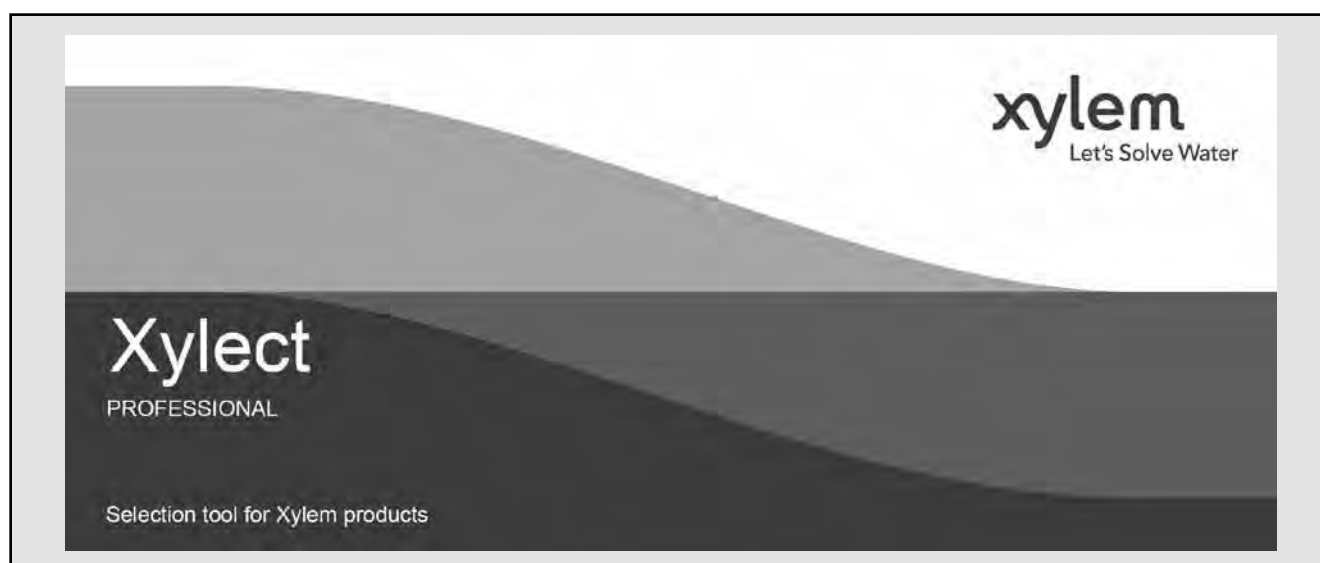 xylem
Let's Solve Water
Xylect
PROFESSIONAL
Selection tool for Xylem products